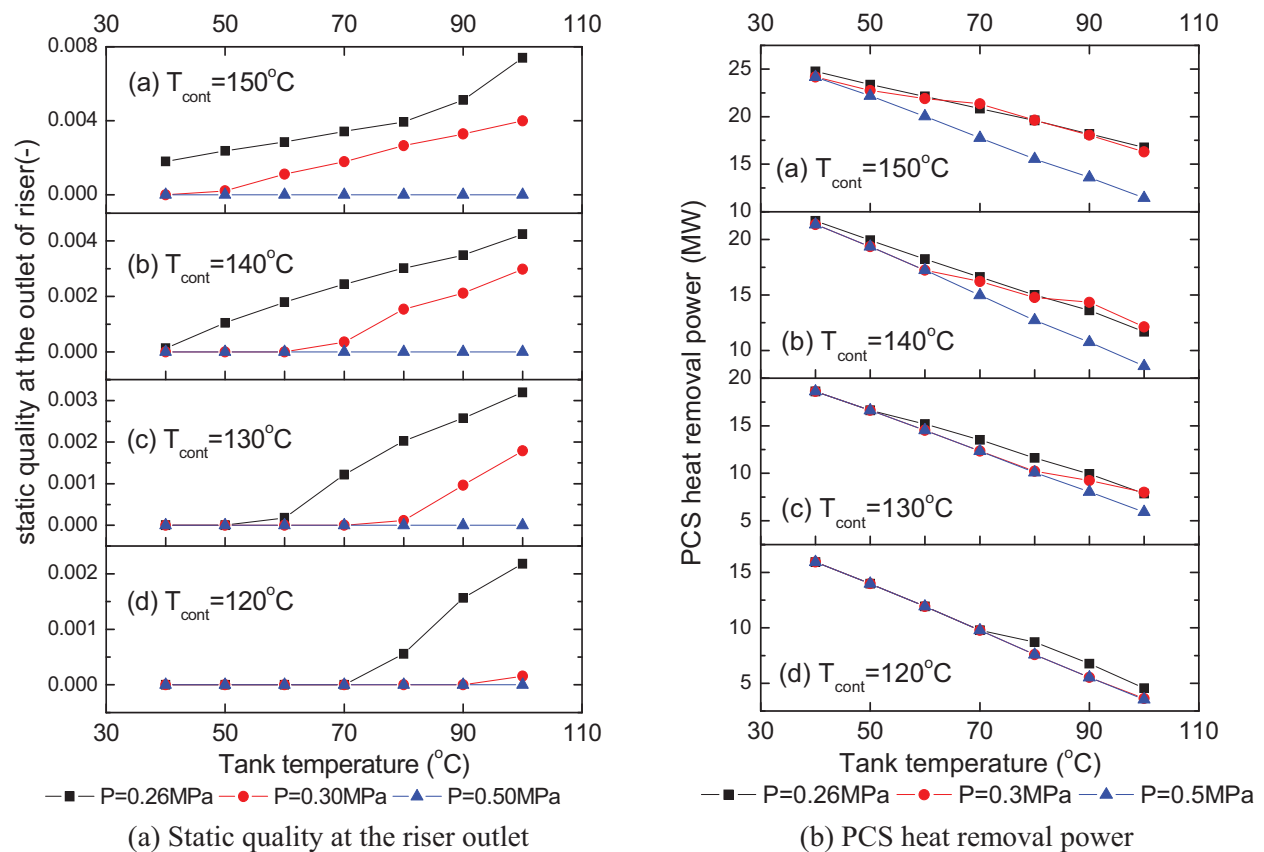 30 50 70 90 110
0.008
0.004
0.000
(a) T_cont=150°C
0.004
0.002
0.000
(b) T_cont=140°C
0.003
0.002
0.001
0.000
(c) T_cont=130°C
0.002
0.001
0.000
(d) T_cont=120°C
static quality at the outlet of riser(-)
30 50 70 90 110
Tank temperature (°C)
P=0.26MPa P=0.30MPa P=0.50MPa
(a) Static quality at the riser outlet
30 50 70 90 110
25
20
15
10
(a) T_cont=150°C
20
15
10
(b) T_cont=140°C
20
15
10
5
(c) T_cont=130°C
15
10
5
(d) T_cont=120°C
PCS heat removal power (MW)
30 50 70 90 110
Tank temperature (°C)
P=0.26MPa P=0.3MPa P=0.5MPa
(b) PCS heat removal power